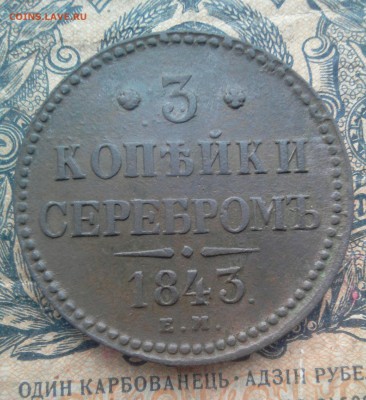 COINS.LAVE.RU
3
КОПѢЙКИ
СЕРЕБРОМЪ
1843.
Е.М.
ОДИН КАРБОВАНЕЦЬ · АДЗІН РУБЕ